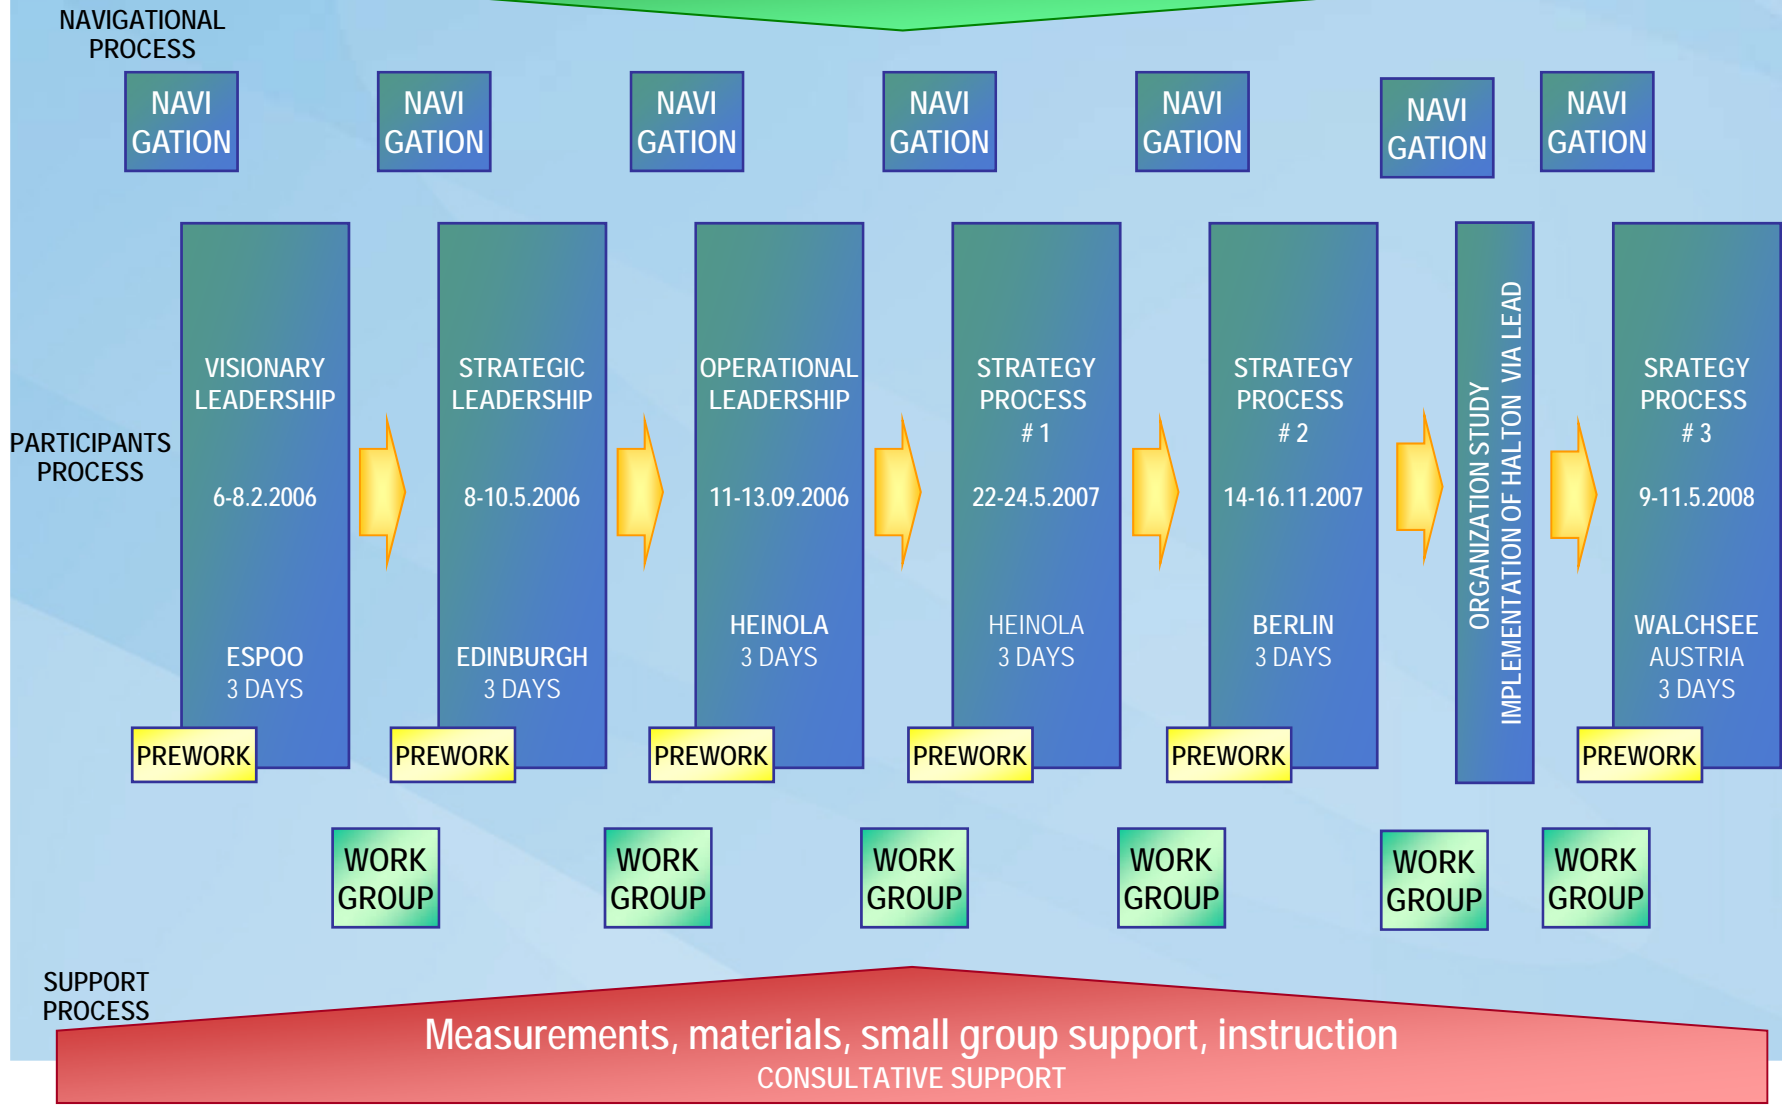 NAVIGATIONAL
PROCESS
NAVI
GATION
NAVI
GATION
NAVI
GATION
NAVI
GATION
NAVI
GATION
NAVI
GATION
NAVI
GATION
PARTICIPANTS
PROCESS
VISIONARY
LEADERSHIP
6-8.2.2006
ESPOO
3 DAYS
PREWORK
STRATEGIC
LEADERSHIP
8-10.5.2006
EDINBURGH
3 DAYS
PREWORK
OPERATIONAL
LEADERSHIP
11-13.09.2006
HEINOLA
3 DAYS
PREWORK
STRATEGY
PROCESS
# 1
22-24.5.2007
HEINOLA
3 DAYS
PREWORK
STRATEGY
PROCESS
# 2
14-16.11.2007
BERLIN
3 DAYS
PREWORK
ORGANIZATION STUDY
IMPLEMENTATION OF HALTON VIA LEAD
SRATEGY
PROCESS
# 3
9-11.5.2008
WALCHSEE
AUSTRIA
3 DAYS
PREWORK
WORK
GROUP
WORK
GROUP
WORK
GROUP
WORK
GROUP
WORK
GROUP
WORK
GROUP
SUPPORT
PROCESS
Measurements, materials, small group support, instruction
CONSULTATIVE SUPPORT